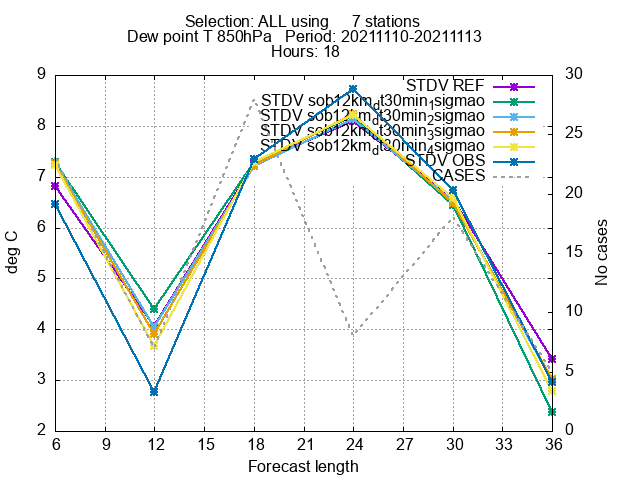 Selection: ALL using 7 stations
Dew point T 850hPa Period: 20211110-20211113
Hours: 18
STDV REF
STDV sob12km_dt30min_1sigmao
STDV sob12km_dt30min_2sigmao
STDV sob12km_dt30min_3sigmao
STDV sob12km_dt30min_4sigmao
STDV OBS
CASES
9
8
7
6
5
4
3
2
deg C
30
25
20
15
10
5
0
No cases
6 9 12 15 18 21 24 27 30 33 36
Forecast length